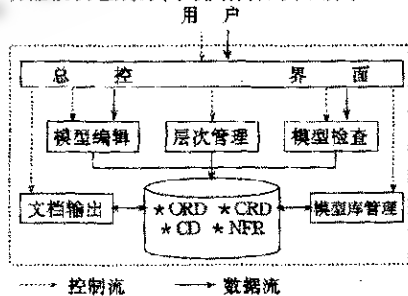 用户
总控界面
模型编辑 层次管理 模型检查
文档输出 *ORD *CRD 模型库管理
*CD *NFR
控制流 数据流